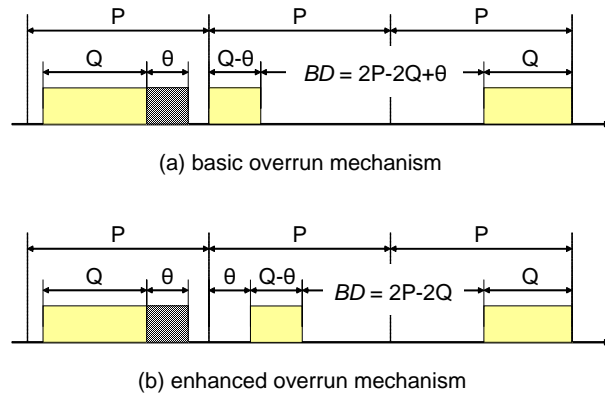 P P P
Q θ Q-θ BD = 2P-2Q+θ Q
(a) basic overrun mechanism
P P P
Q θ θ Q-θ BD = 2P-2Q Q
(b) enhanced overrun mechanism